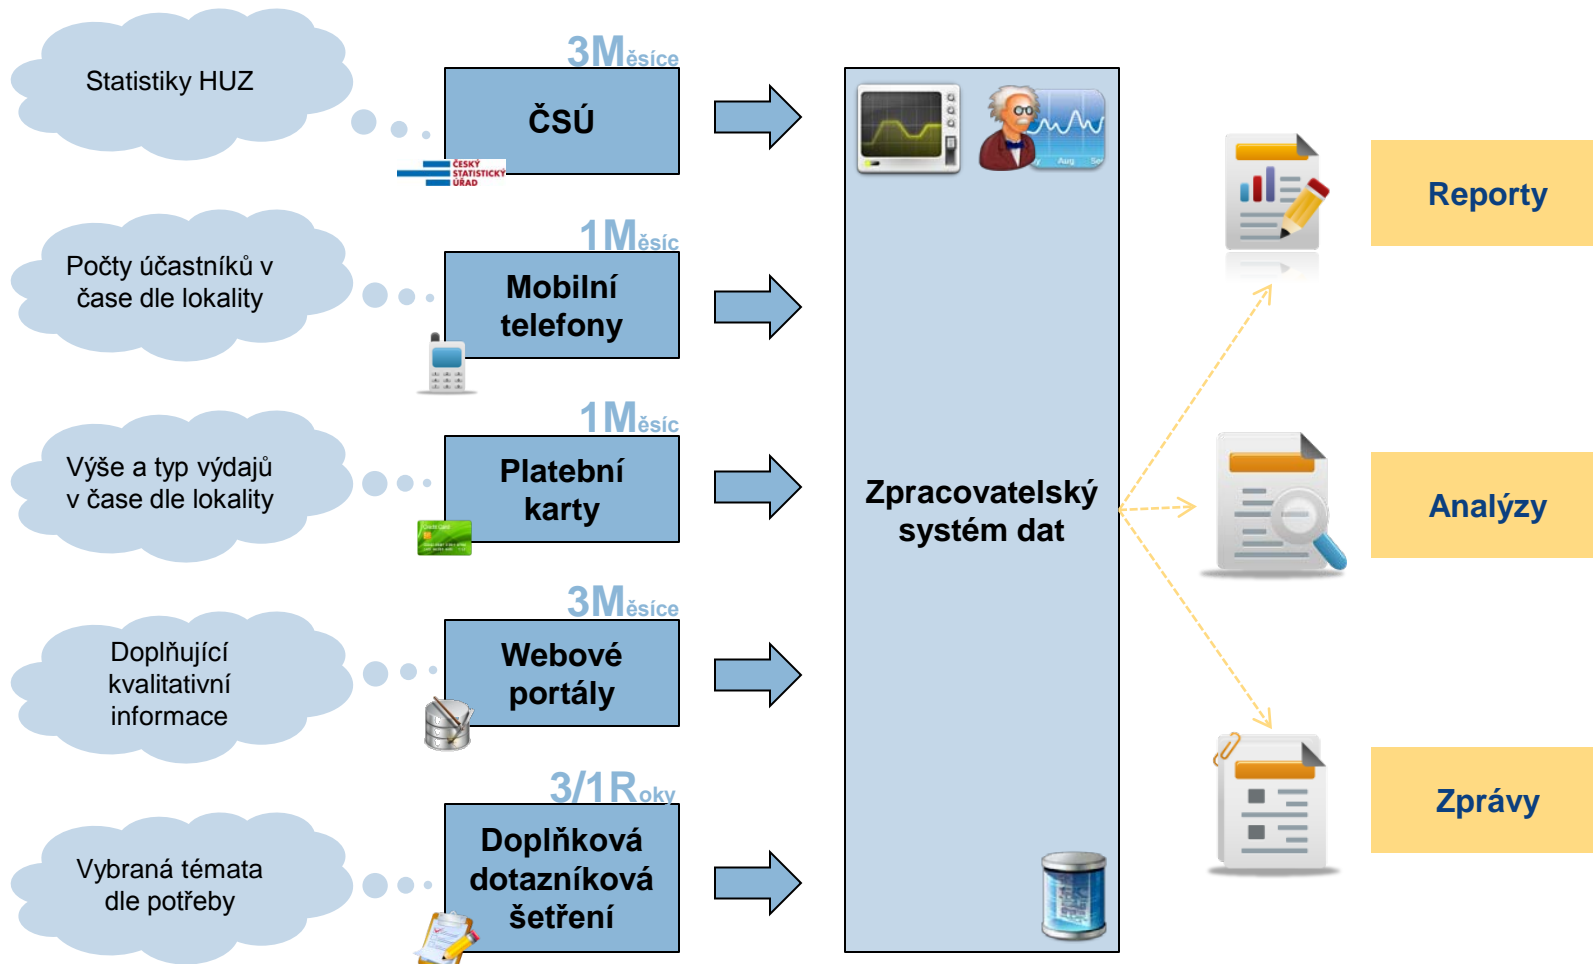 Statistiky HUZ
3Měsíce
ČSÚ
ČESKÝ
STATISTICKÝ
ÚŘAD
Počty účastníků v
čase dle lokality
1Měsíc
Mobilní
telefony
Výše a typ výdajů
v čase dle lokality
1Měsíc
Platební
karty
Doplňující
kvalitativní
informace
3Měsíce
Webové
portály
Vybraná témata
dle potřeby
3/1Roky
Doplňková
dotazníková
šetření
Aug
Zpracovatelský
systém dat
Reporty
Analýzy
Zprávy